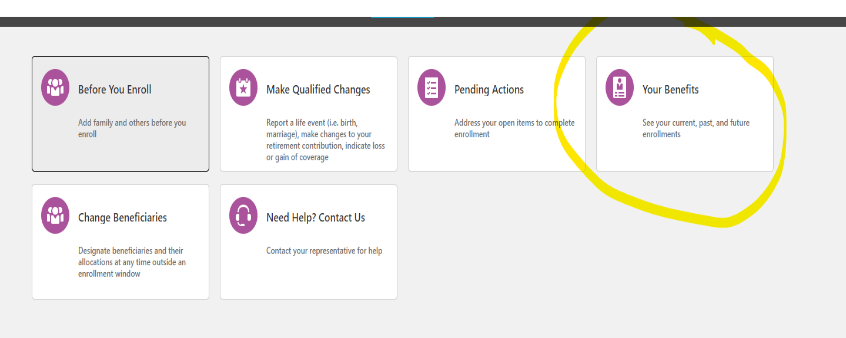 Before You Enroll
Add family and others before you
enroll
Make Qualified Changes
Report a life event (i.e. birth,
marriage), make changes to your
retirement contribution, indicate loss
or gain of coverage
Pending Actions
Address your open items to complete
enrollment
Your Benefits
See your current, past, and future
enrollments
Change Beneficiaries
Designate beneficiaries and their
allocations at any time outside an
enrollment window
Need Help? Contact Us
Contact your representative for help